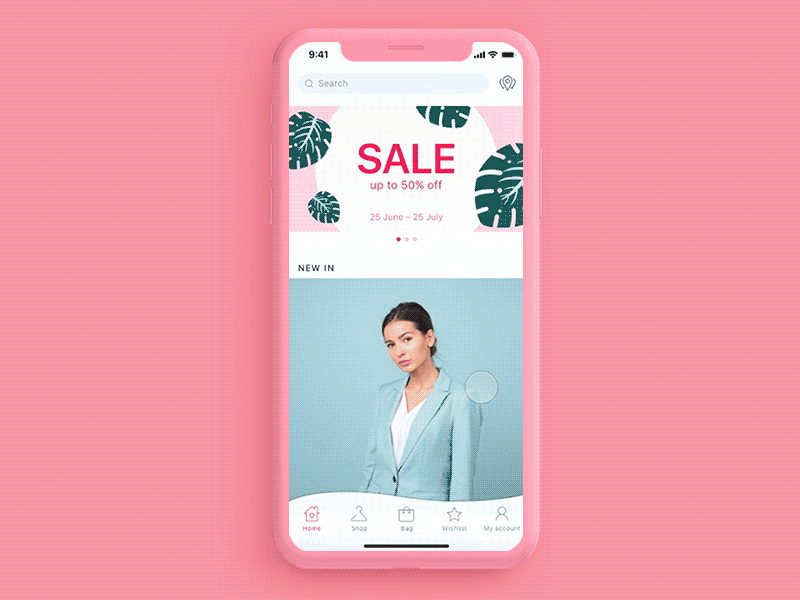 9:41
Search
SALE
up to 50% off
25 June – 25 July
NEW IN
Home
Shop
Bag
Wishlist
My account